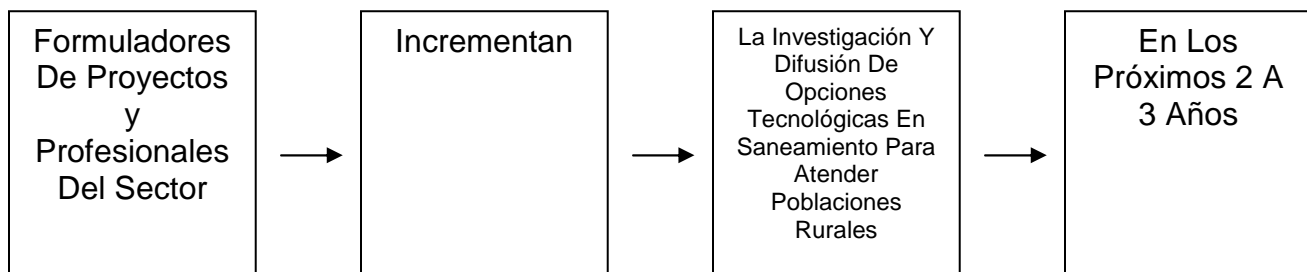 Formuladores
De Proyectos
y
Profesionales
Del Sector
Incrementan
La Investigación Y
Difusión De
Opciones
Tecnológicas En
Saneamiento Para
Atender
Poblaciones
Rurales
En Los
Próximos 2 A
3 Años